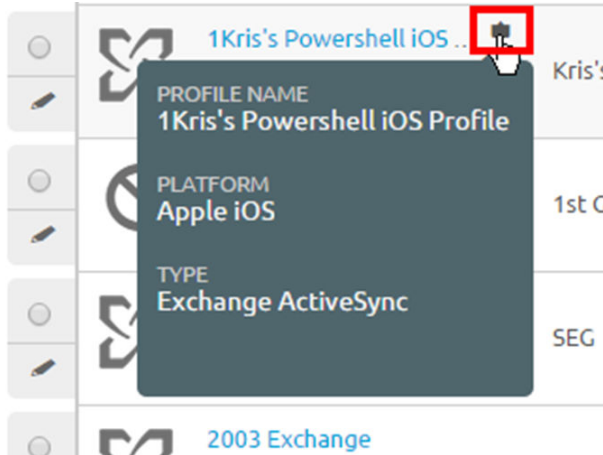 1Kris's Powershell iOS ...
Kris's
PROFILE NAME
1Kris's Powershell iOS Profile
PLATFORM
Apple iOS
1st
TYPE
Exchange ActiveSync
SEG
2003 Exchange